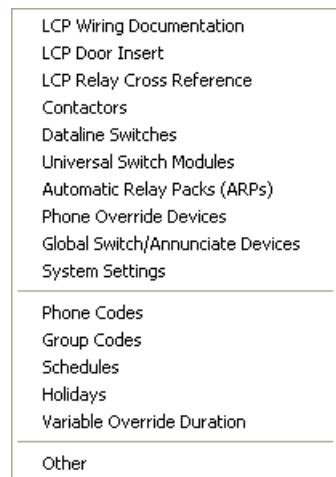 LCP Wiring Documentation
LCP Door Insert
LCP Relay Cross Reference
Contactors
Dataline Switches
Universal Switch Modules
Automatic Relay Packs (ARPs)
Phone Override Devices
Global Switch/Annunciate Devices
System Settings
Phone Codes
Group Codes
Schedules
Holidays
Variable Override Duration
Other